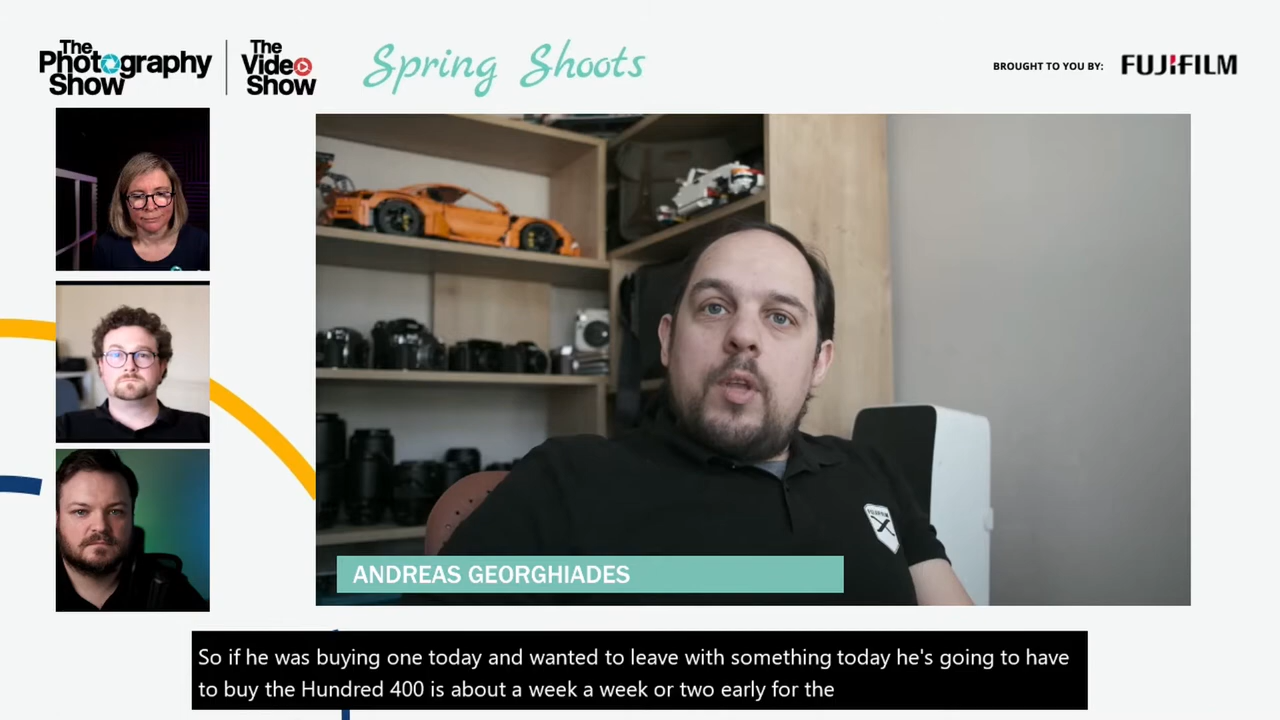 The
Photography
Show
The
Video
Show
Spring Shoots
BROUGHT TO YOU BY:
FUJIFILM
FUJIFILM
X
ANDREAS GEORGHIADES
So if he was buying one today and wanted to leave with something today he's going to have
to buy the Hundred 400 is about a week a week or two early for the